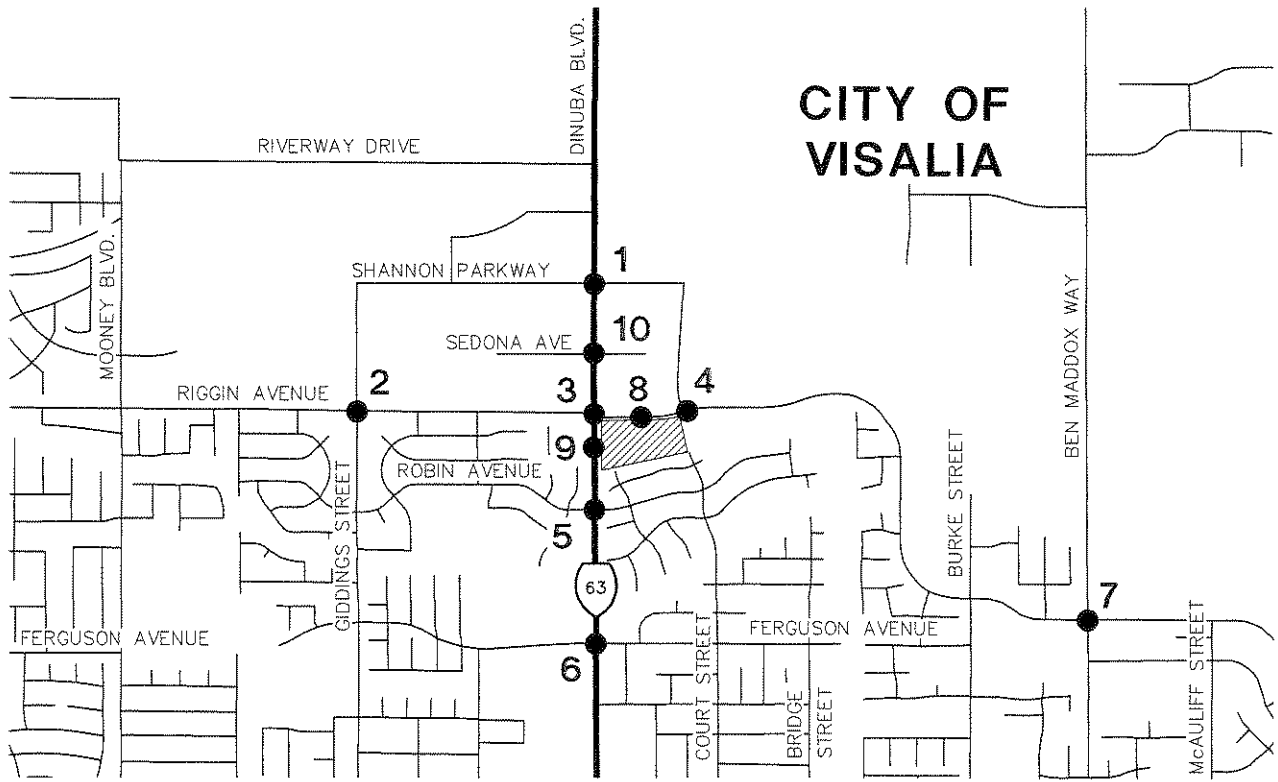 DINUBA BLVD.
CITY OF
VISALIA
RIVERWAY DRIVE
MOONEY BLVD.
SHANNON PARKWAY
1
BEN MADDOX WAY
SEDONA AVE
10
RIGGIN AVENUE
2
3
8
4
9
ROBIN AVENUE
GIDDINGS STREET
5
BURKE STREET
63
7
FERGUSON AVENUE
6
COURT STREET
FERGUSON AVENUE
BRIDGE
STREET
McAULIFF STREET